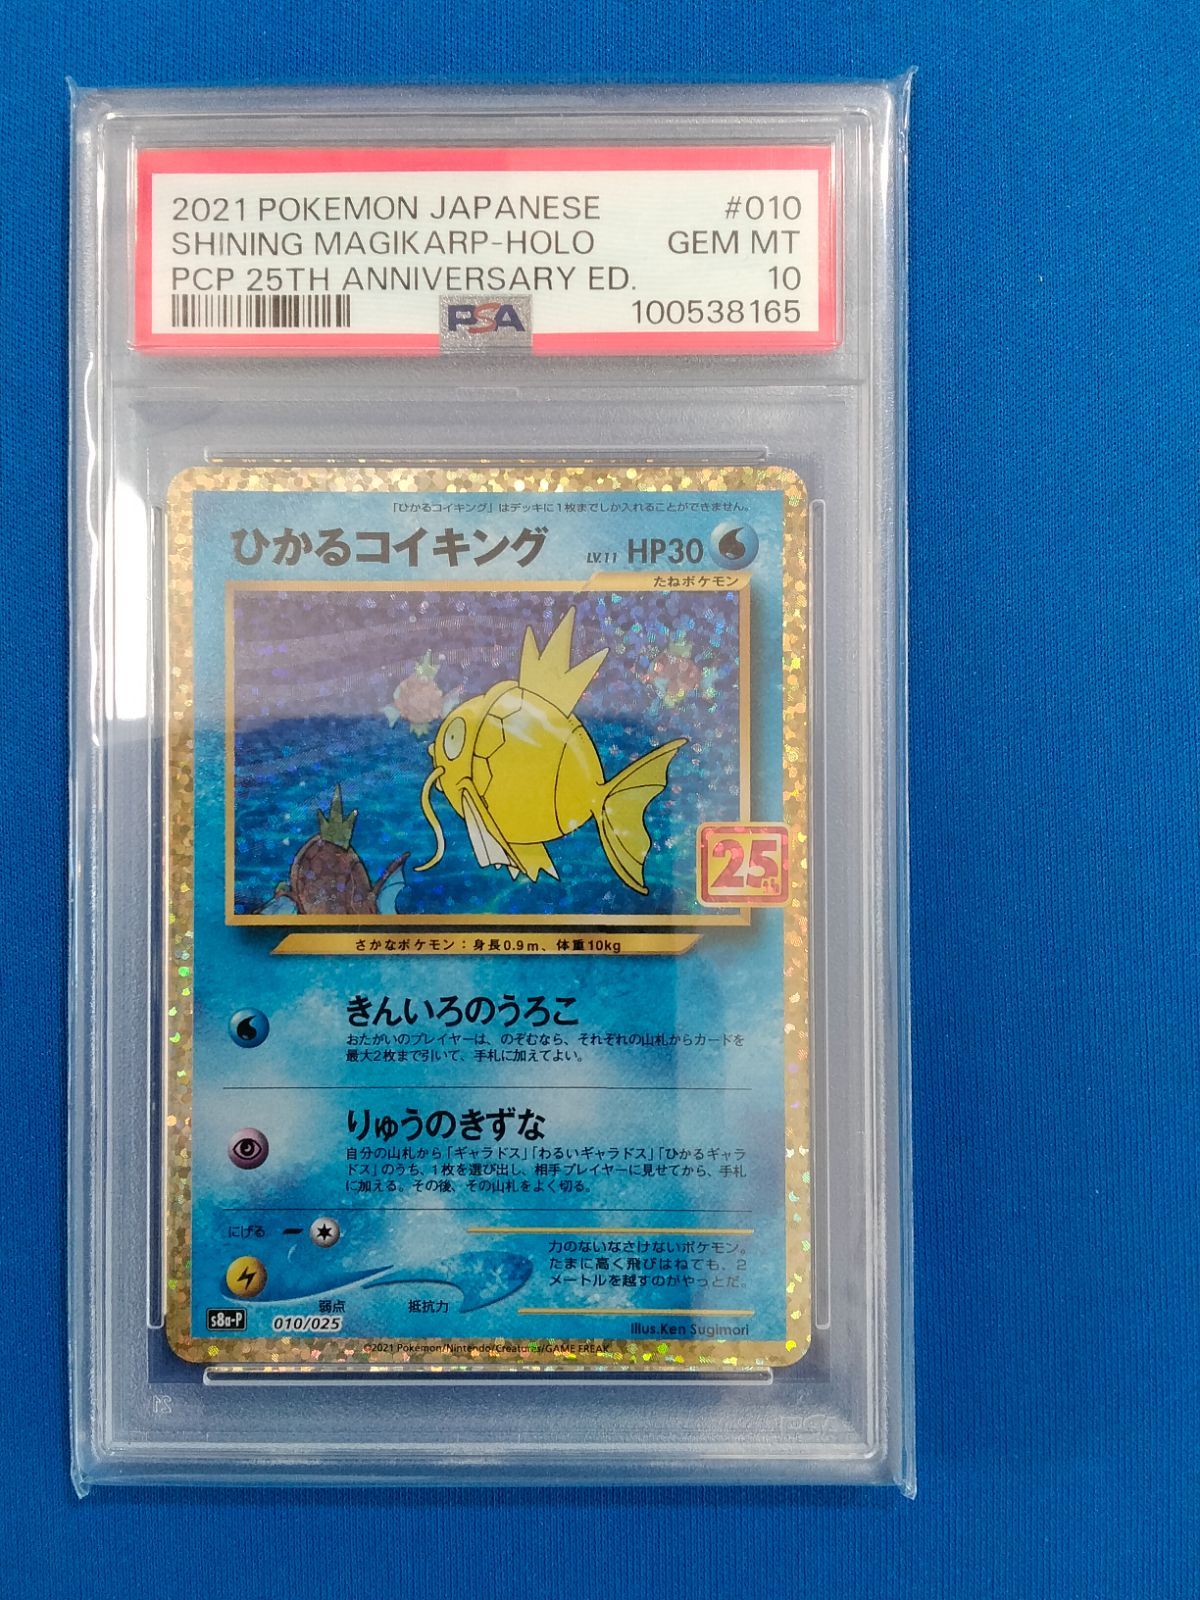 2021 POKEMON JAPANESE #010
SHINING MAGIKARP-HOLO GEM MT
PCP 25TH ANNIVERSARY ED. 10
PSA 100538165
「ひかるコイキング」はデッキに1枚までしか入れることができません。
ひかるコイキング LV.11 HP30
たねポケモン
25th
さかなポケモン：身長0.9m、体重10kg
きんいろのうろこ
おたがいのプレイヤーは、のぞむなら、それぞれの山札からカードを
最大2枚まで引いて、手札に加えてよい。
りゅうのきずな
自分の山札から「ギャラドス」「わるいギャラドス」「ひかるギャラ
ドス」のうち、1枚を選び出し、相手プレイヤーに見せてから、手札
に加える。その後、その山札をよく切る。
にげる
力のないなさけないポケモン。
たまに高く飛びはねても、2
メートルを越すのがやっとだ。
弱点 抵抗力
s8a-P 010/025 Illus.Ken Sugimori
©2021 Pokémon/Nintendo/Creatures/GAME FREAK